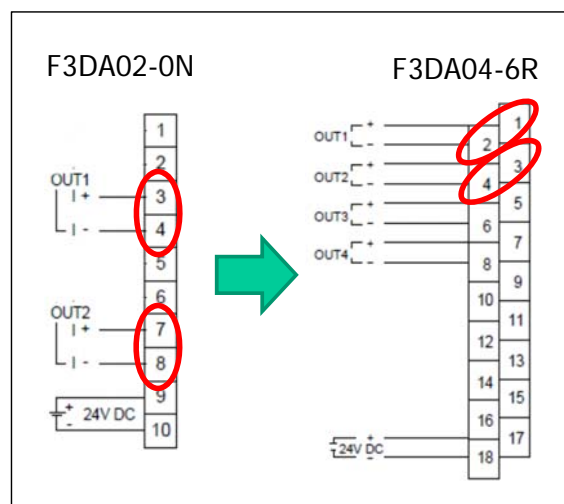 F3DA02-0N
1
2
OUT1
I + 3
I - 4
5
6
OUT2
I + 7
I - 8
9
+ 24V DC
- 10
F3DA04-6R
1
OUT1 + 2
-
3
OUT2 + 4
-
5
OUT3 + 6
-
7
OUT4 + 8
-
9
10
11
12
13
14
15
16
17
+
24V DC
- 18